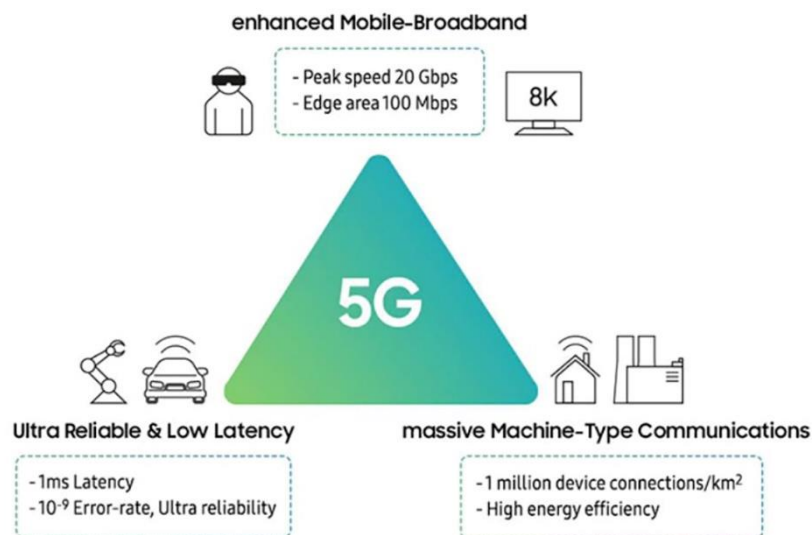 enhanced Mobile-Broadband
- Peak speed 20 Gbps
- Edge area 100 Mbps
8k
5G
Ultra Reliable & Low Latency
- 1ms Latency
- 10⁻⁹ Error-rate, Ultra reliability
massive Machine-Type Communications
- 1 million device connections/km²
- High energy efficiency